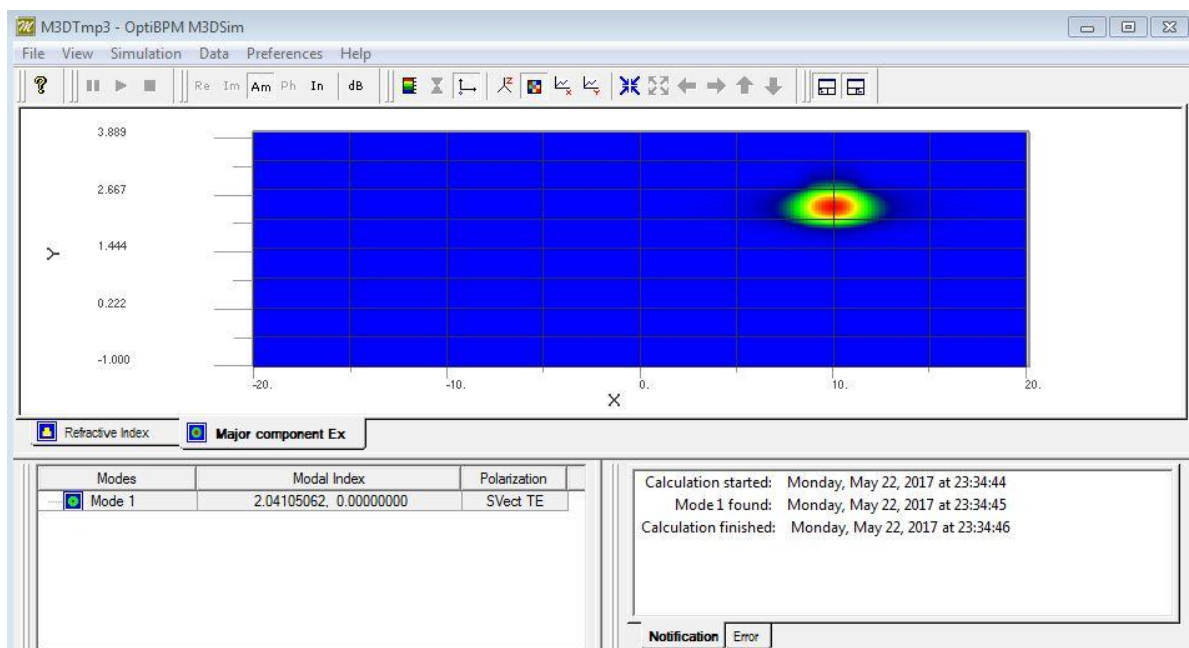 M3DTmp3 - OptiBPM M3DSim
File View Simulation Data Preferences Help
Re Im Am Ph In dB
3.889
2.667
1.444
0.222
-1.000
Y
-20. -10. 0. 10. 20.
X
Refractive Index Major component Ex
Modes Modal Index Polarization
Mode 1 2.04105062, 0.00000000 SVect TE
Calculation started: Monday, May 22, 2017 at 23:34:44
Mode 1 found: Monday, May 22, 2017 at 23:34:45
Calculation finished: Monday, May 22, 2017 at 23:34:46
Notification Error